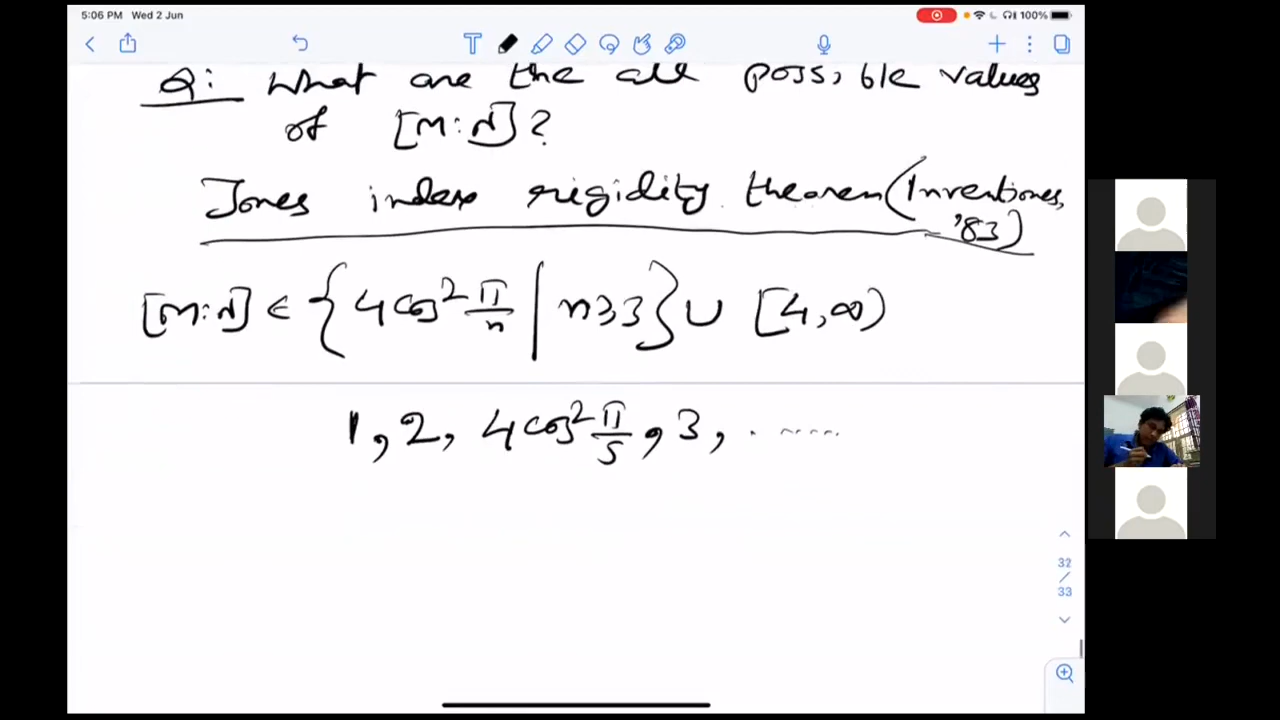 5:06 PM Wed 2 Jun
100%
Q: What are the all possible values
of [M:N]?
Jones index rigidity theorem (Inventiones,
'83)
[M:N] ∈ {4cos² π/n | n≥3} ∪ [4,∞)
1, 2, 4cos² π/5, 3, . .....
32
/
33